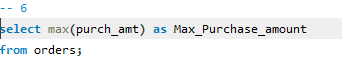 -- 6
select max(purch_amt) as Max_Purchase_amount
from orders;